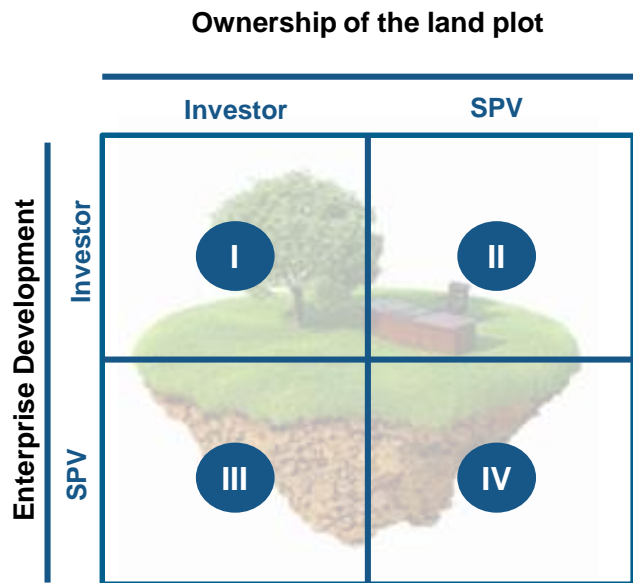 Ownership of the land plot
Investor
SPV
Enterprise Development
Investor
I
II
SPV
III
IV